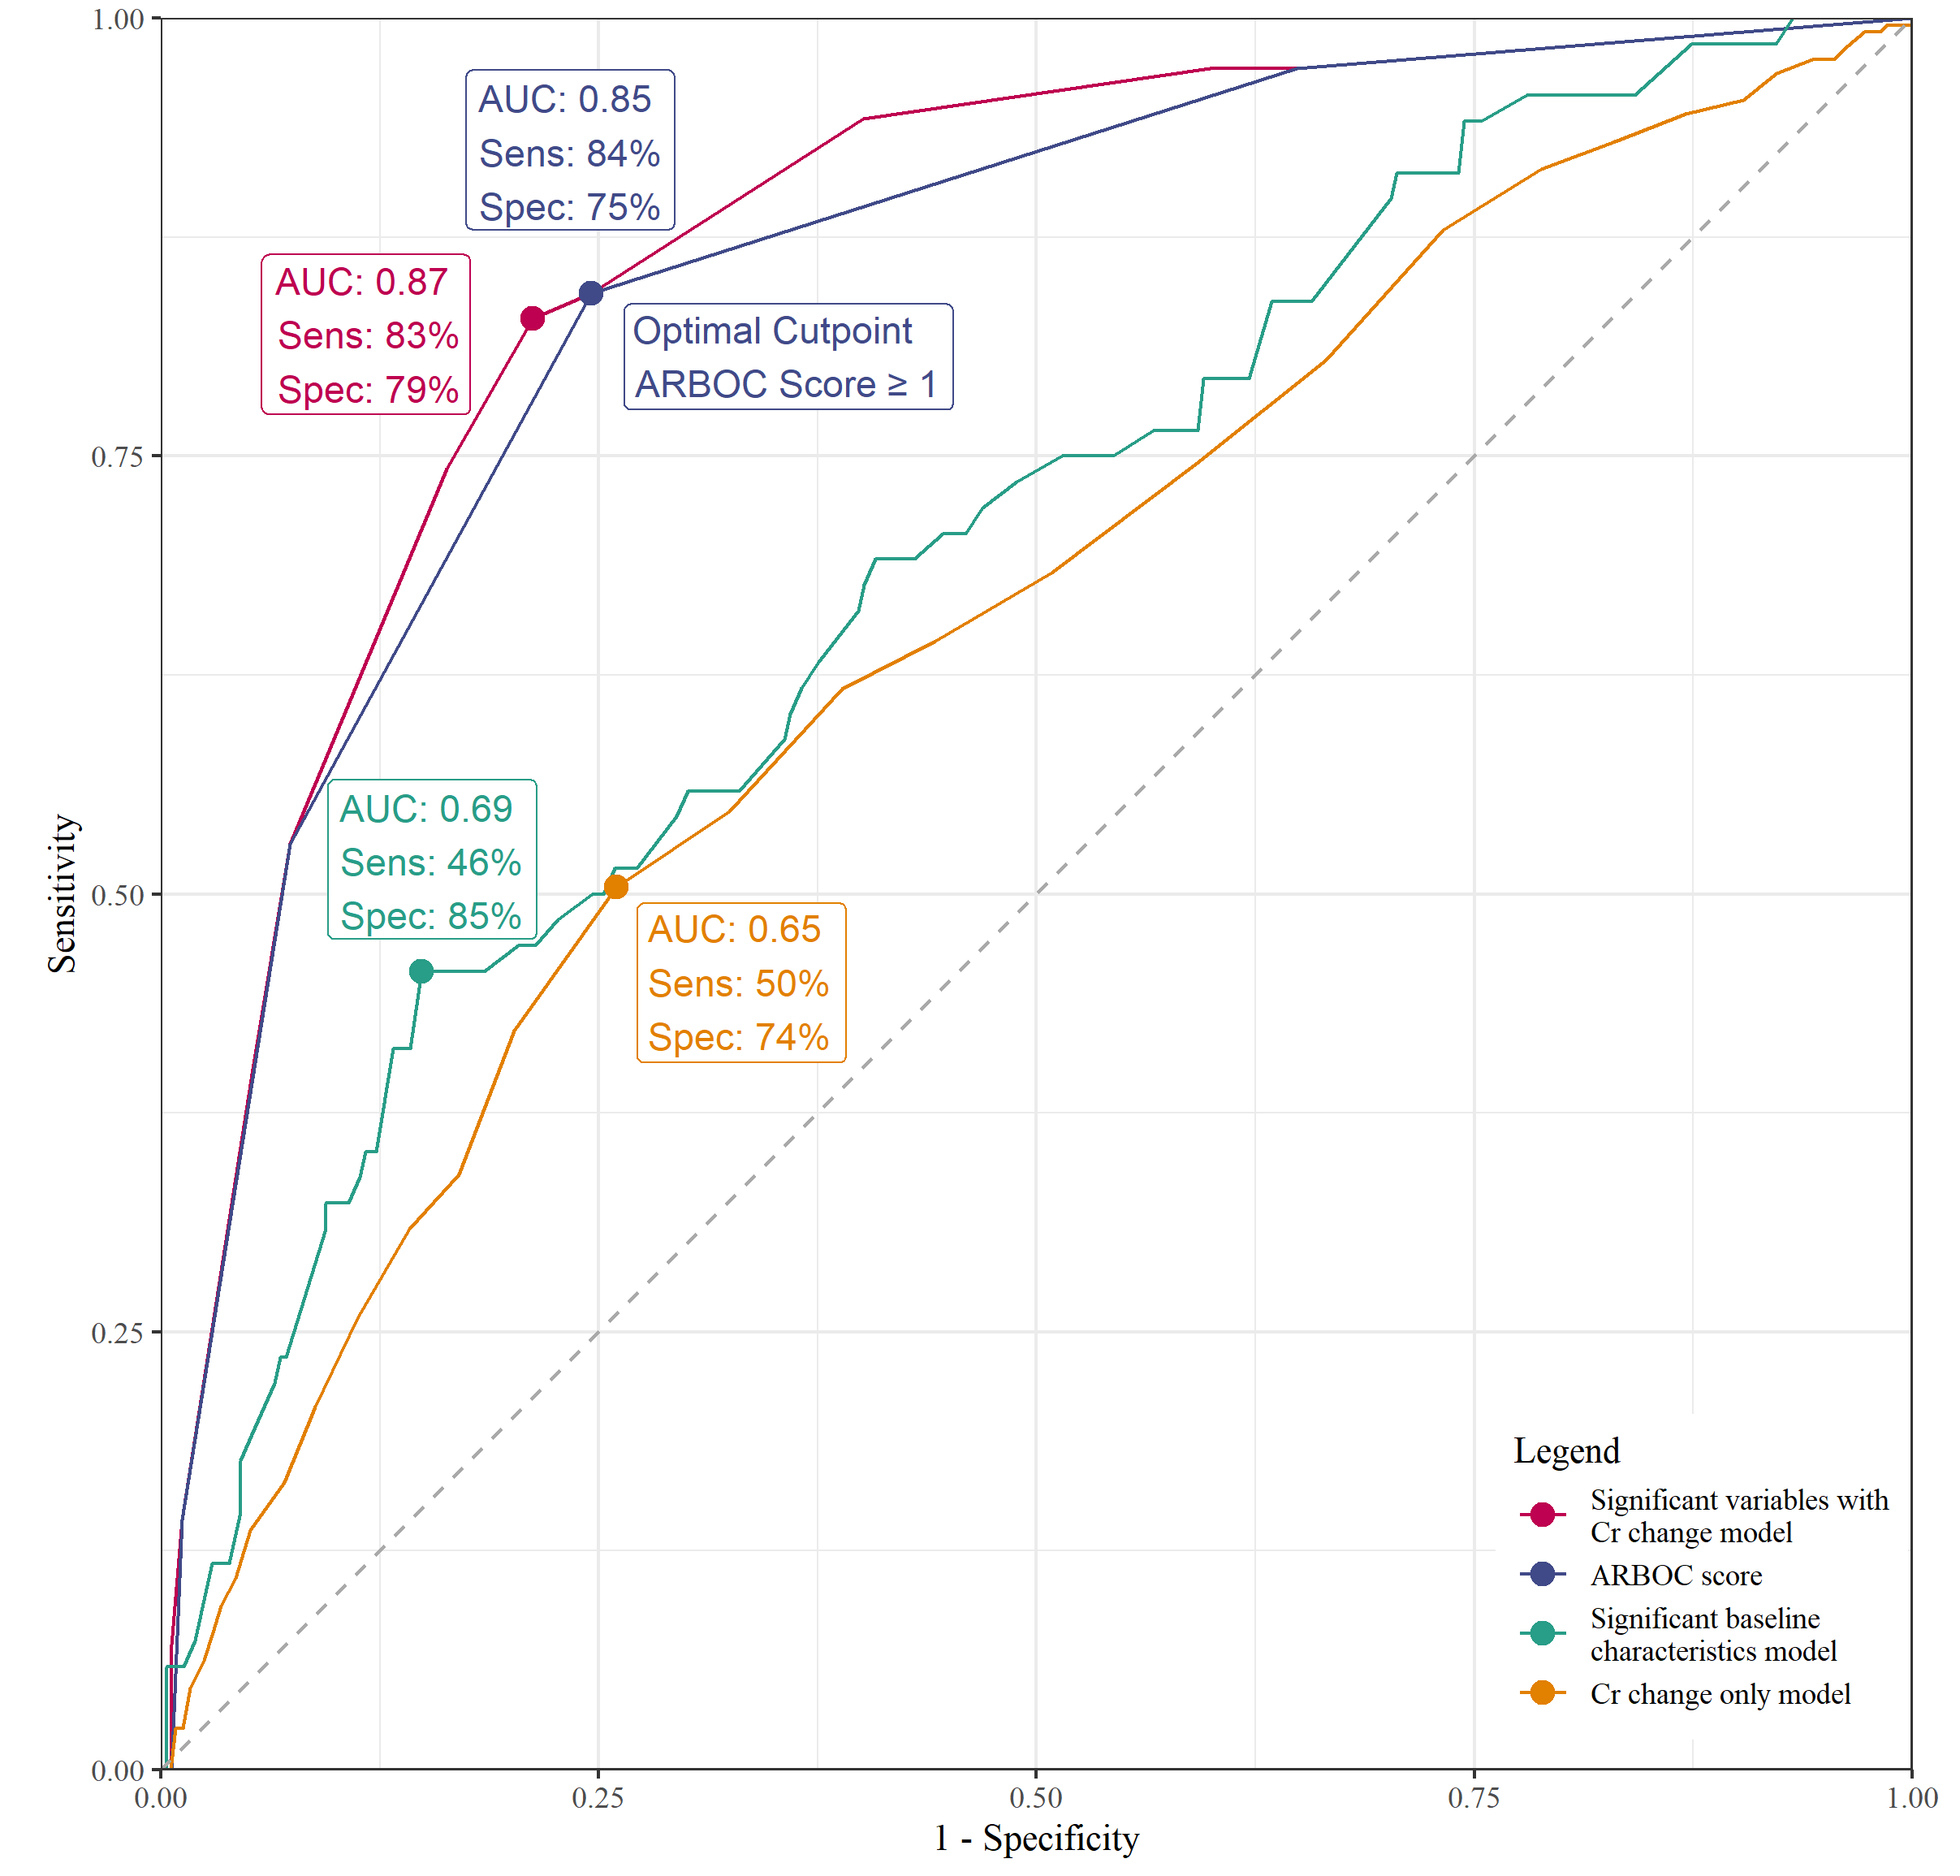 1.00
0.75
0.50
0.25
0.00
Sensitivity
AUC: 0.85
Sens: 84%
Spec: 75%
AUC: 0.87
Sens: 83%
Spec: 79%
Optimal Cutpoint
ARBOC Score ≥ 1
AUC: 0.69
Sens: 46%
Spec: 85%
AUC: 0.65
Sens: 50%
Spec: 74%
Legend
Significant variables with
Cr change model
ARBOC score
Significant baseline
characteristics model
Cr change only model
0.00
0.25
0.50
0.75
1.00
1 - Specificity